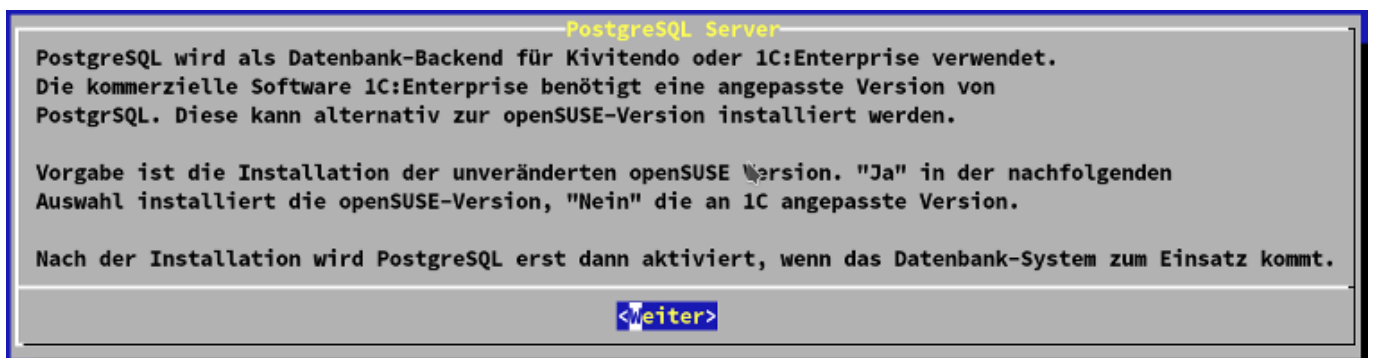 PostgreSQL Server
PostgreSQL wird als Datenbank-Backend für Kivitendo oder 1C:Enterprise verwendet.
Die kommerzielle Software 1C:Enterprise benötigt eine angepasste Version von
PostgrSQL. Diese kann alternativ zur openSUSE-Version installiert werden.
Vorgabe ist die Installation der unveränderten openSUSE Version. "Ja" in der nachfolgenden
Auswahl installiert die openSUSE-Version, "Nein" die an 1C angepasste Version.
Nach der Installation wird PostgreSQL erst dann aktiviert, wenn das Datenbank-System zum Einsatz kommt.
<Weiter>